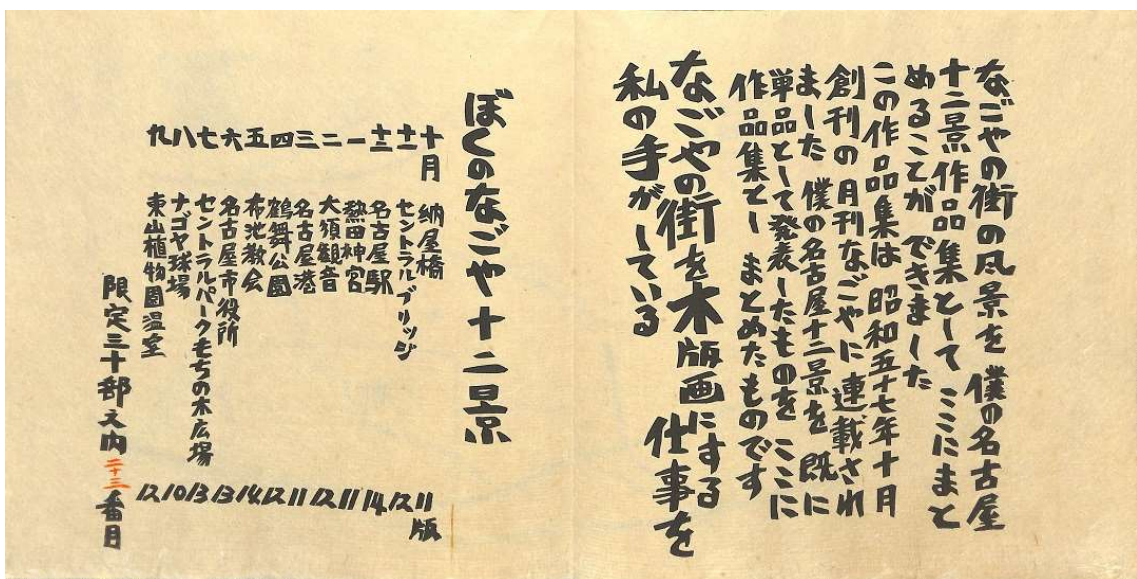 なごやの街の風景を 僕の名古屋
十二景作品集として ここにまと
めることが できました
この作品集は 昭和五十七年十月
創刊の月刊なごやに 連載され
ました 僕の名古屋十二景を 既に
単品として発表したものを ここに
作品集とし まとめたものです
なごやの街を木版画にする 仕事を
私の手がしている
ぼくのなごや十二景
十月 納屋橋 11版
十一 セントラルブリッジ 12
十二 名古屋駅 14
一 熱田神宮 11
二 大須観音 12
三 名古屋港 11
四 鶴舞公園 12
五 布池教会 14
六 名古屋市役所 13
七 セントラルパークもちの木広場 13
八 ナゴヤ球場 10
九 東山植物園温室 12
限定三十部之内二十三番目